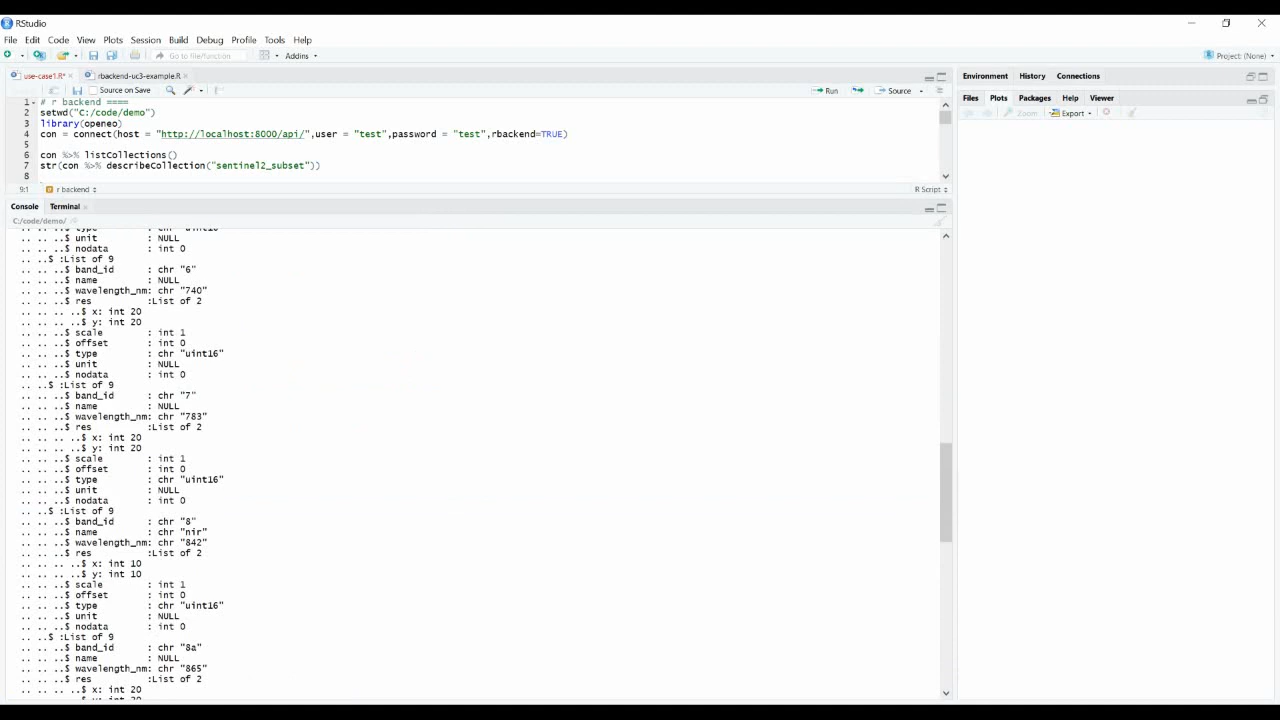 RStudio
File Edit Code View Plots Session Build Debug Profile Tools Help
Go to file/function Addins Project: (None)
use-case1.R* rbackend-uc3-example.R
Source on Save Run Source
1 # r backend ====
2 setwd("C:/code/demo")
3 library(openeo)
4 con = connect(host = "http://localhost:8000/api/",user = "test",password = "test",rbackend=TRUE)
5
6 con %>% listCollections()
7 str(con %>% describeCollection("sentinel2_subset"))
8
9:1 r backend R Script
Console Terminal
C:/code/demo/
.. .. ..$ type : chr "uint16"
.. .. ..$ unit : NULL
.. .. ..$ nodata : int 0
.. ..$ :List of 9
.. .. ..$ band_id : chr "6"
.. .. ..$ name : NULL
.. .. ..$ wavelength_nm: chr "740"
.. .. ..$ res :List of 2
.. .. .. ..$ x: int 20
.. .. .. ..$ y: int 20
.. .. ..$ scale : int 1
.. .. ..$ offset : int 0
.. .. ..$ type : chr "uint16"
.. .. ..$ unit : NULL
.. .. ..$ nodata : int 0
.. ..$ :List of 9
.. .. ..$ band_id : chr "7"
.. .. ..$ name : NULL
.. .. ..$ wavelength_nm: chr "783"
.. .. ..$ res :List of 2
.. .. .. ..$ x: int 20
.. .. .. ..$ y: int 20
.. .. ..$ scale : int 1
.. .. ..$ offset : int 0
.. .. ..$ type : chr "uint16"
.. .. ..$ unit : NULL
.. .. ..$ nodata : int 0
.. ..$ :List of 9
.. .. ..$ band_id : chr "8"
.. .. ..$ name : chr "nir"
.. .. ..$ wavelength_nm: chr "842"
.. .. ..$ res :List of 2
.. .. .. ..$ x: int 10
.. .. .. ..$ y: int 10
.. .. ..$ scale : int 1
.. .. ..$ offset : int 0
.. .. ..$ type : chr "uint16"
.. .. ..$ unit : NULL
.. .. ..$ nodata : int 0
.. ..$ :List of 9
.. .. ..$ band_id : chr "8a"
.. .. ..$ name : NULL
.. .. ..$ wavelength_nm: chr "865"
.. .. ..$ res :List of 2
.. .. .. ..$ x: int 20
.. .. .. ..$ y: int 20
Environment History Connections
Files Plots Packages Help Viewer
Zoom Export